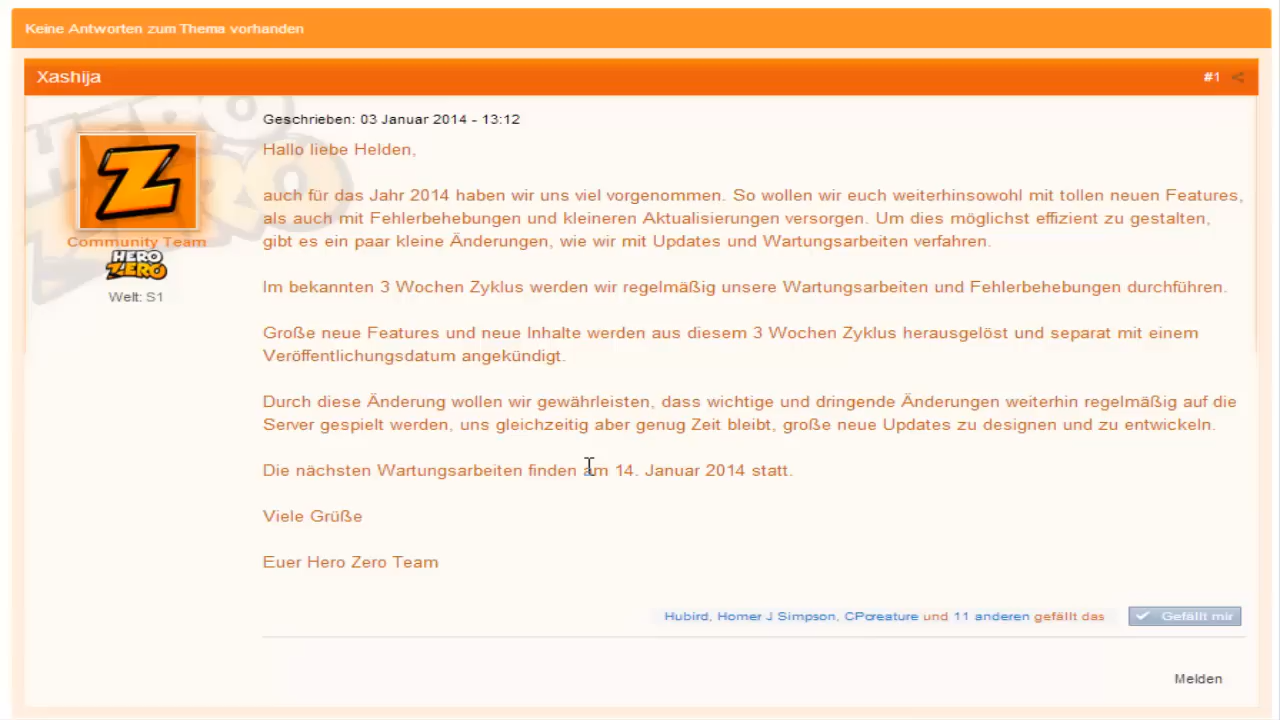 Keine Antworten zum Thema vorhanden
Xashija
#1
Geschrieben: 03 Januar 2014 - 13:12
Hallo liebe Helden,
auch für das Jahr 2014 haben wir uns viel vorgenommen. So wollen wir euch weiterhinsowohl mit tollen neuen Features,
als auch mit Fehlerbehebungen und kleineren Aktualisierungen versorgen. Um dies möglichst effizient zu gestalten,
gibt es ein paar kleine Änderungen, wie wir mit Updates und Wartungsarbeiten verfahren.
Im bekannten 3 Wochen Zyklus werden wir regelmäßig unsere Wartungsarbeiten und Fehlerbehebungen durchführen.
Große neue Features und neue Inhalte werden aus diesem 3 Wochen Zyklus herausgelöst und separat mit einem
Veröffentlichungsdatum angekündigt.
Durch diese Änderung wollen wir gewährleisten, dass wichtige und dringende Änderungen weiterhin regelmäßig auf die
Server gespielt werden, uns gleichzeitig aber genug Zeit bleibt, große neue Updates zu designen und zu entwickeln.
Die nächsten Wartungsarbeiten finden am 14. Januar 2014 statt.
Viele Grüße
Euer Hero Zero Team
HERO
ZERO
Z
Community Team
HERO
ZERO
Welt: S1
Hubird, Homer J Simpson, CPcreature und 11 anderen gefällt das
Gefällt mir
Melden